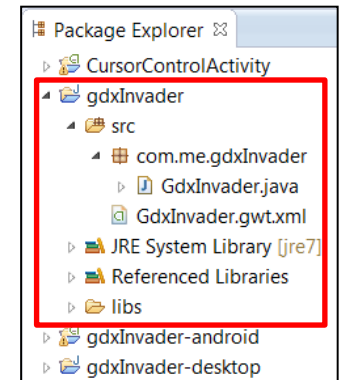 Package Explorer
CursorControlActivity
gdxInvader
src
com.me.gdxInvader
GdxInvader.java
GdxInvader.gwt.xml
JRE System Library [jre7]
Referenced Libraries
libs
gdxInvader-android
gdxInvader-desktop